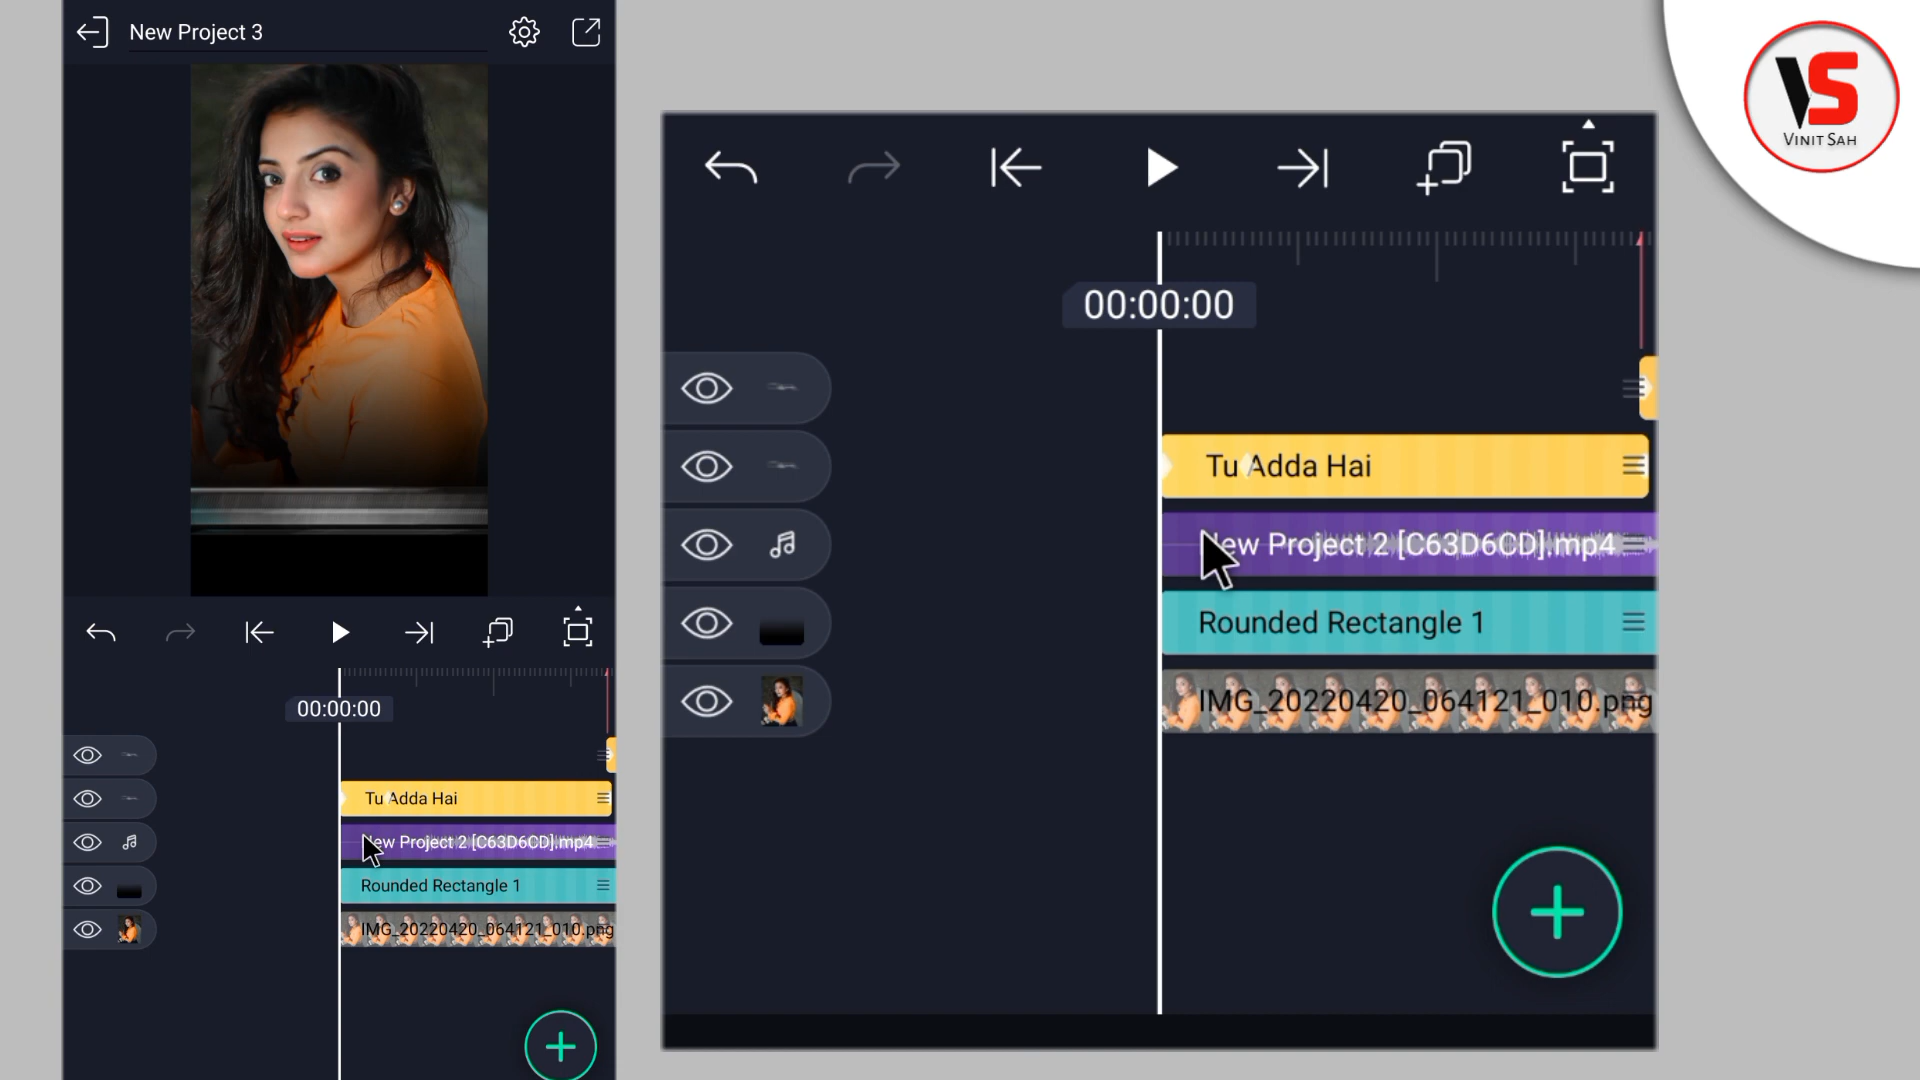 New Project 3
00:00:00
Tu Adda Hai
New Project 2 [C63D6CD].mp4
Rounded Rectangle 1
IMG_20220420_064121_010.png
00:00:00
Tu Adda Hai
New Project 2 [C63D6CD].mp4
Rounded Rectangle 1
IMG_20220420_064121_010.png
VS
VINIT SAH